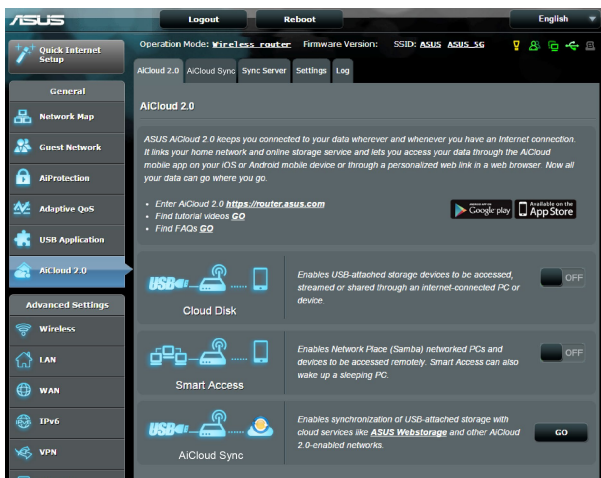 ASUS
Logout
Reboot
English
Quick Internet
Setup
Operation Mode: Wireless router Firmware Version: SSID: ASUS ASUS_5G
AiCloud 2.0
AiCloud Sync
Sync Server
Settings
Log
General
Network Map
Guest Network
AiProtection
Adaptive QoS
USB Application
AiCloud 2.0
Advanced Settings
Wireless
LAN
WAN
IPv6
VPN
AiCloud 2.0
ASUS AiCloud 2.0 keeps you connected to your data wherever and whenever you have an Internet connection.
It links your home network and online storage service and lets you access your data through the AiCloud
mobile app on your iOS or Android mobile device or through a personalized web link in a web browser. Now all
your data can go where you go.
• Enter AiCloud 2.0 https://router.asus.com
• Find tutorial videos GO
• Find FAQs GO
Google play
Available on the
App Store
USB
Cloud Disk
Enables USB-attached storage devices to be accessed,
streamed or shared through an internet-connected PC or
device.
OFF
Smart Access
Enables Network Place (Samba) networked PCs and
devices to be accessed remotely. Smart Access can also
wake up a sleeping PC.
OFF
USB
AiCloud Sync
Enables synchronization of USB-attached storage with
cloud services like ASUS Webstorage and other AiCloud
2.0-enabled networks.
GO